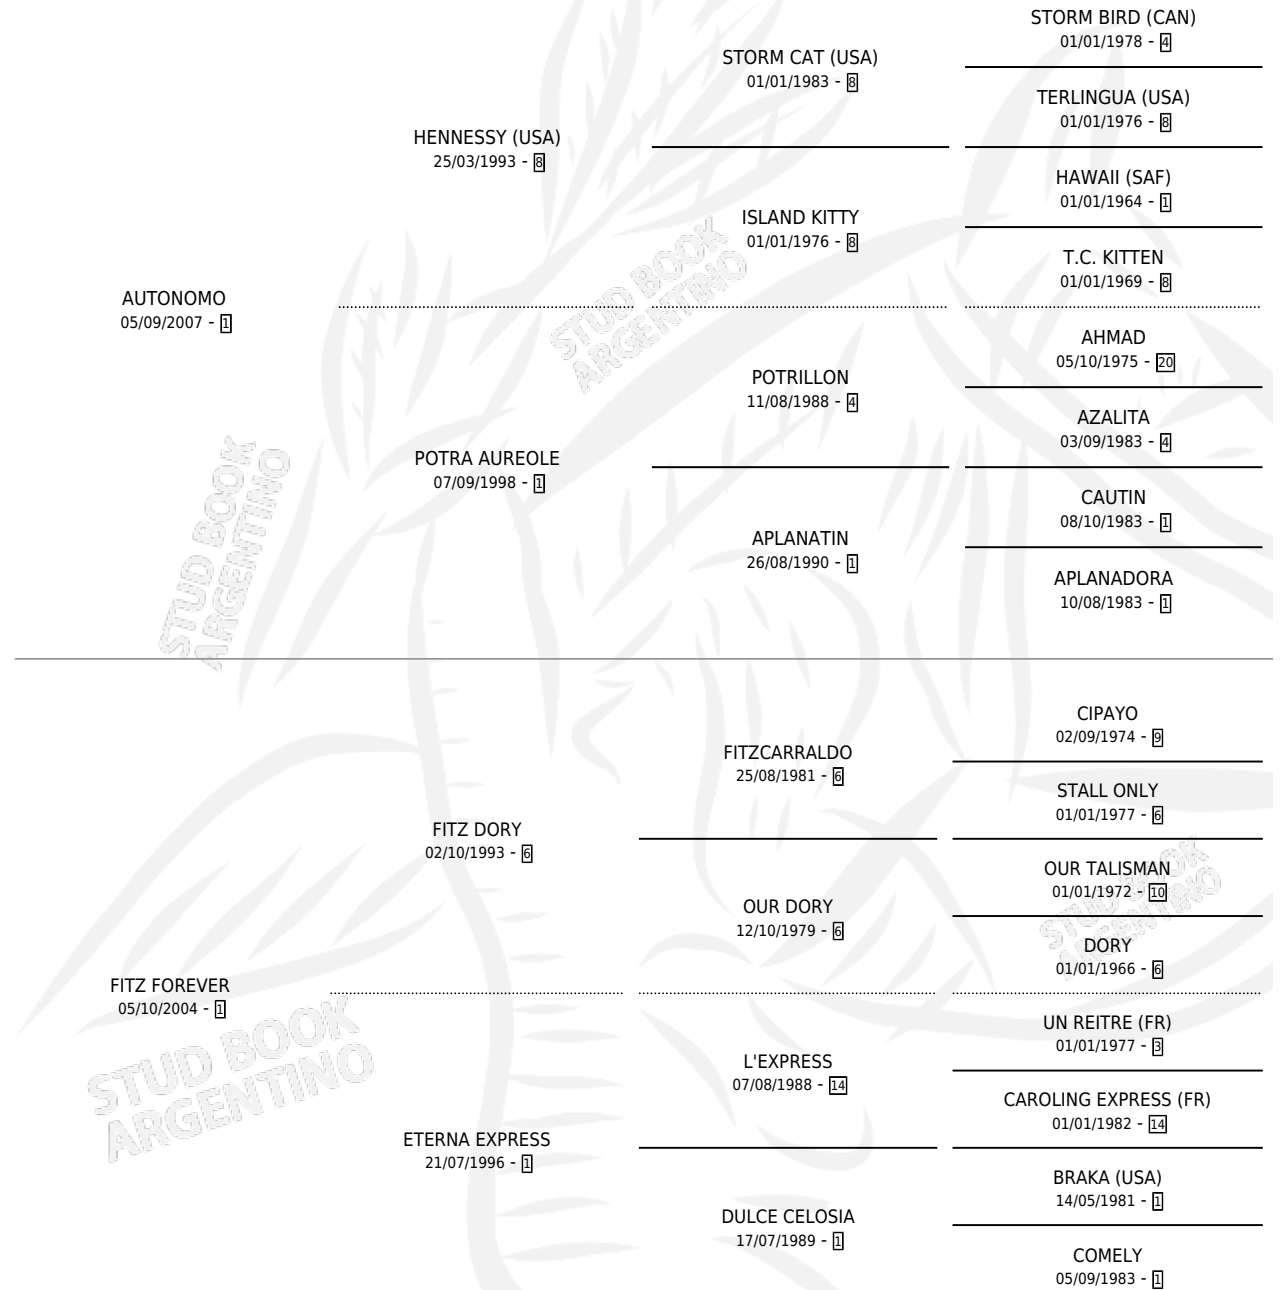 STORM BIRD (CAN)
01/01/1978 - 4
STORM CAT (USA)
01/01/1983 - 8
TERLINGUA (USA)
01/01/1976 - 8
HENNESSY (USA)
25/03/1993 - 8
HAWAII (SAF)
01/01/1964 - 1
ISLAND KITTY
01/01/1976 - 8
T.C. KITTEN
01/01/1969 - 8
AUTONOMO
05/09/2007 - 1
AHMAD
05/10/1975 - 20
POTRILLON
11/08/1988 - 4
AZALITA
03/09/1983 - 4
POTRA AUREOLE
07/09/1998 - 1
CAUTIN
08/10/1983 - 1
APLANATIN
26/08/1990 - 1
APLANADORA
10/08/1983 - 1
CIPAYO
02/09/1974 - 9
FITZCARRALDO
25/08/1981 - 6
STALL ONLY
01/01/1977 - 6
FITZ DORY
02/10/1993 - 6
OUR TALISMAN
01/01/1972 - 10
OUR DORY
12/10/1979 - 6
DORY
01/01/1966 - 6
FITZ FOREVER
05/10/2004 - 1
UN REITRE (FR)
01/01/1977 - 3
L'EXPRESS
07/08/1988 - 14
CAROLING EXPRESS (FR)
01/01/1982 - 14
ETERNA EXPRESS
21/07/1996 - 1
BRAKA (USA)
14/05/1981 - 1
DULCE CELOSIA
17/07/1989 - 1
COMELY
05/09/1983 - 1
STUD BOOK
ARGENTINO
STUD BOOK
ARGENTINO
STUD BOOK
ARGENTINO
STUD BOOK
ARGENTINO